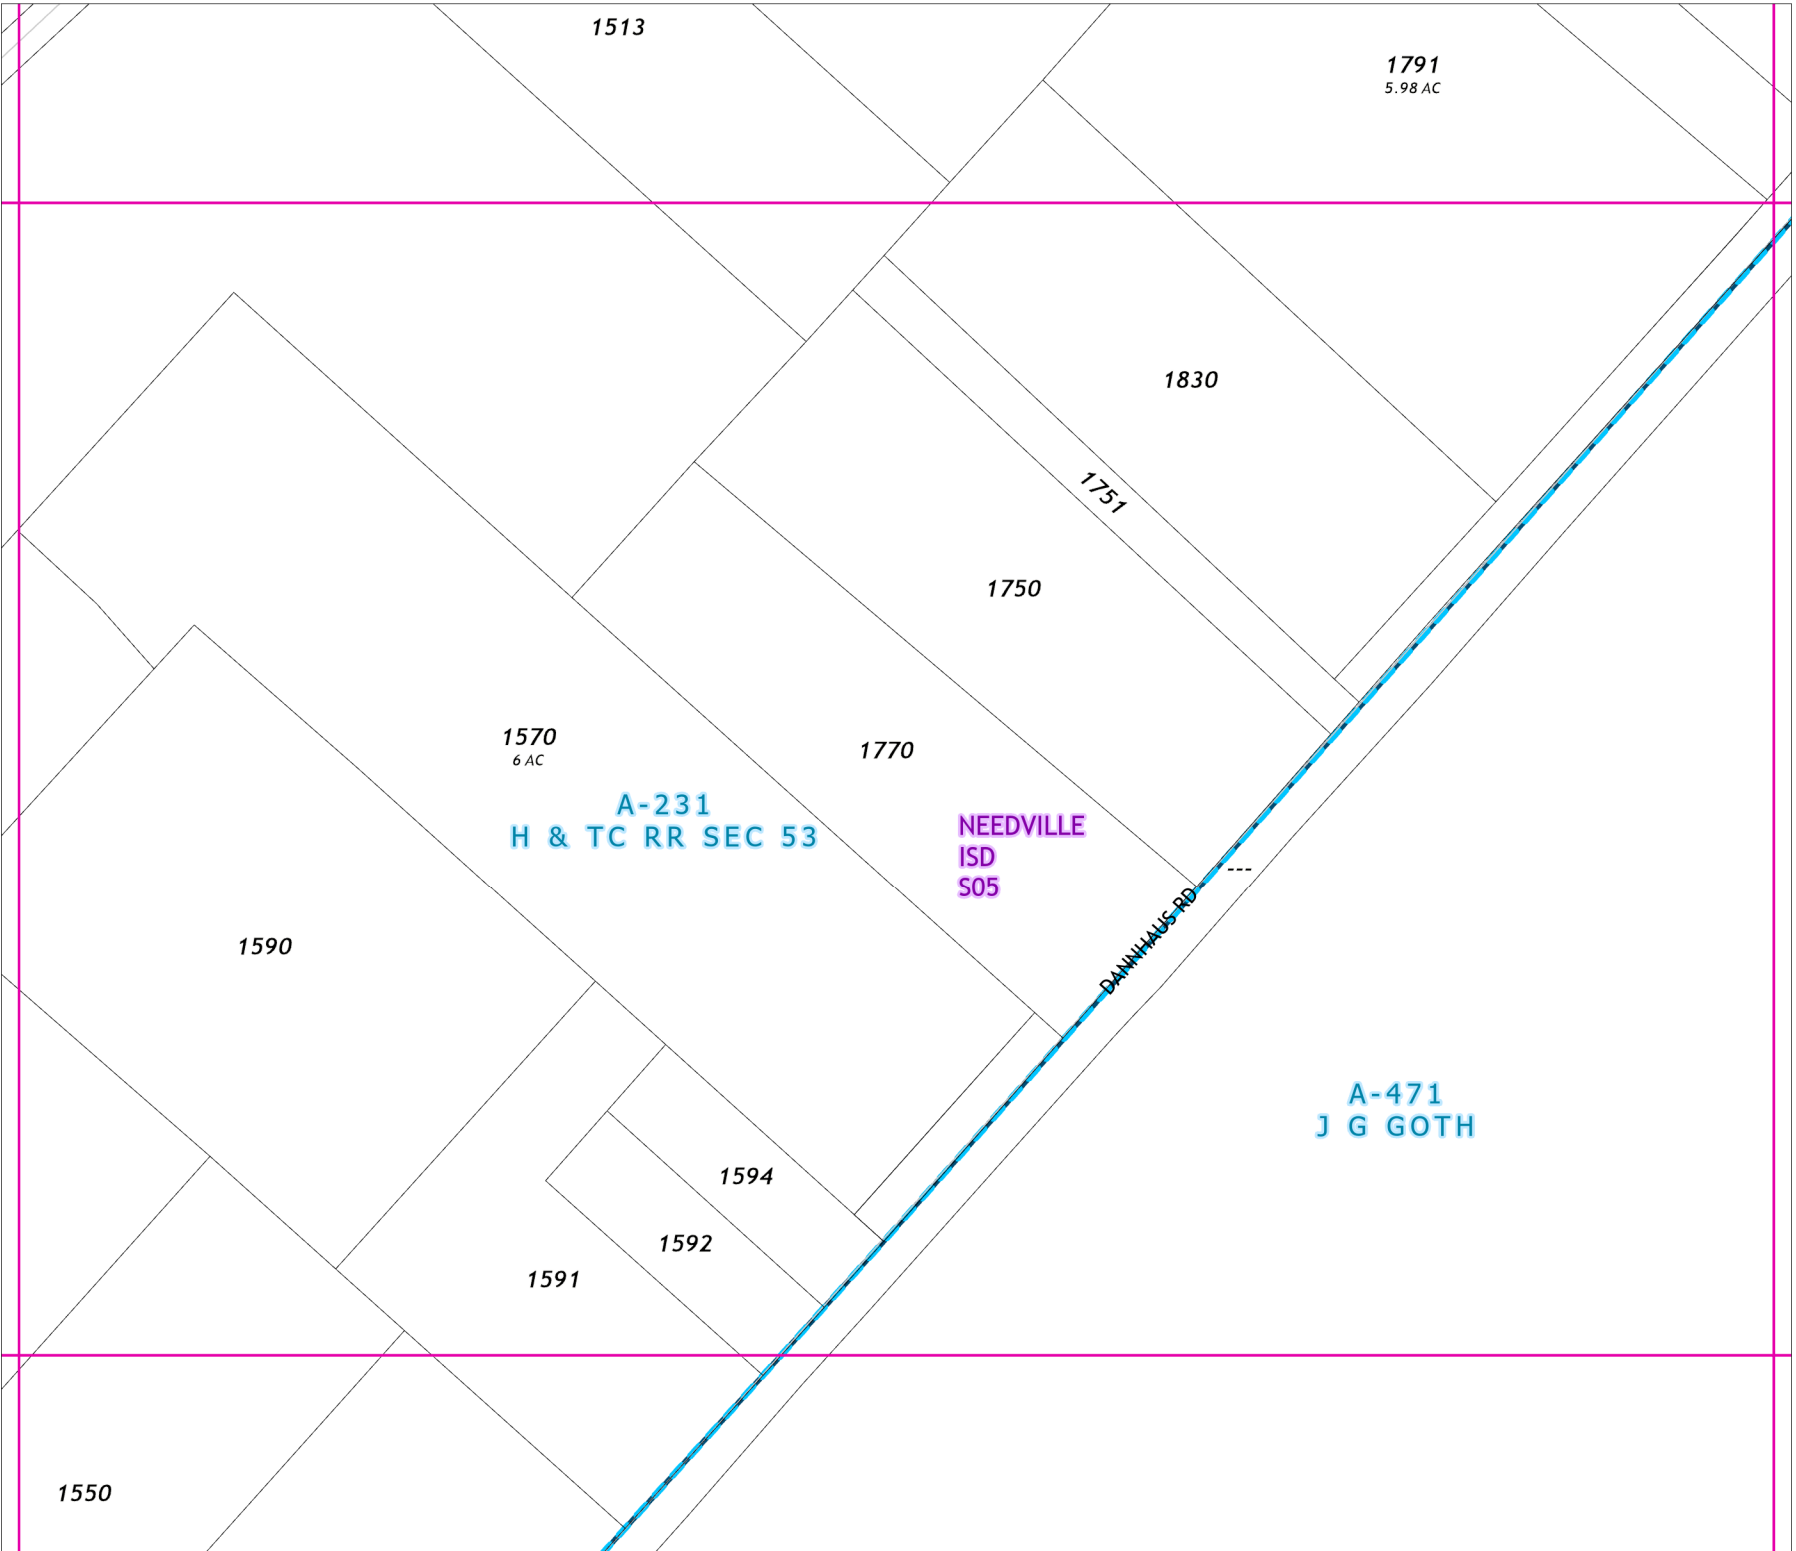 1513
1791
5.98 AC
1830
1751
1750
1570
6 AC
1770
A-231
H & TC RR SEC 53
NEEDVILLE
ISD
S05
---
DANNHAUS RD
1590
A-471
J G GOTH
1594
1592
1591
1550